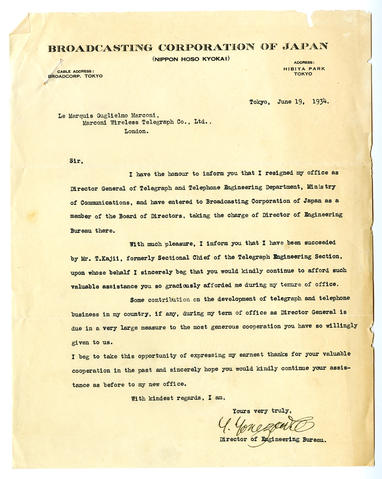 BROADCASTING CORPORATION OF JAPAN
(NIPPON HOSO KYOKAI)
CABLE ADDRESS:
BROADCORP. TOKYO
ADDRESS:
HIBIYA PARK
TOKYO
Tokyo, June 19, 1934.
Le Marquis Guglielmo Marconi,
Marconi Wireless Telegraph Co., Ltd.,
London.
Sir,
I have the honour to inform you that I resigned my office as
Director General of Telegraph and Telephone Engineering Department, Ministry
of Communications, and have entered to Broadcasting Corporation of Japan as a
member of the Board of Directors, taking the charge of Director of Engineering
Bureau there.
With much pleasure, I inform you that I have been succeeded
by Mr. T.Kajii, formerly Sectional Chief of the Telegraph Engineering Section,
upon whose behalf I sincerely beg that you would kindly continue to afford such
valuable assistance you so graciously afforded me during my tenure of office.
Some contribution on the development of telegraph and telephone
business in my country, if any, during my term of office as Director General is
due in a very large measure to the most generous cooperation you have so willingly
given to us.
I beg to take this opportunity of expressing my earnest thanks for your valuable
cooperation in the past and sincerely hope you would kindly continue your assis-
tance as before to my new office.
With kindest regards, I am,
Yours very truly,
Director of Engineering Bureau.